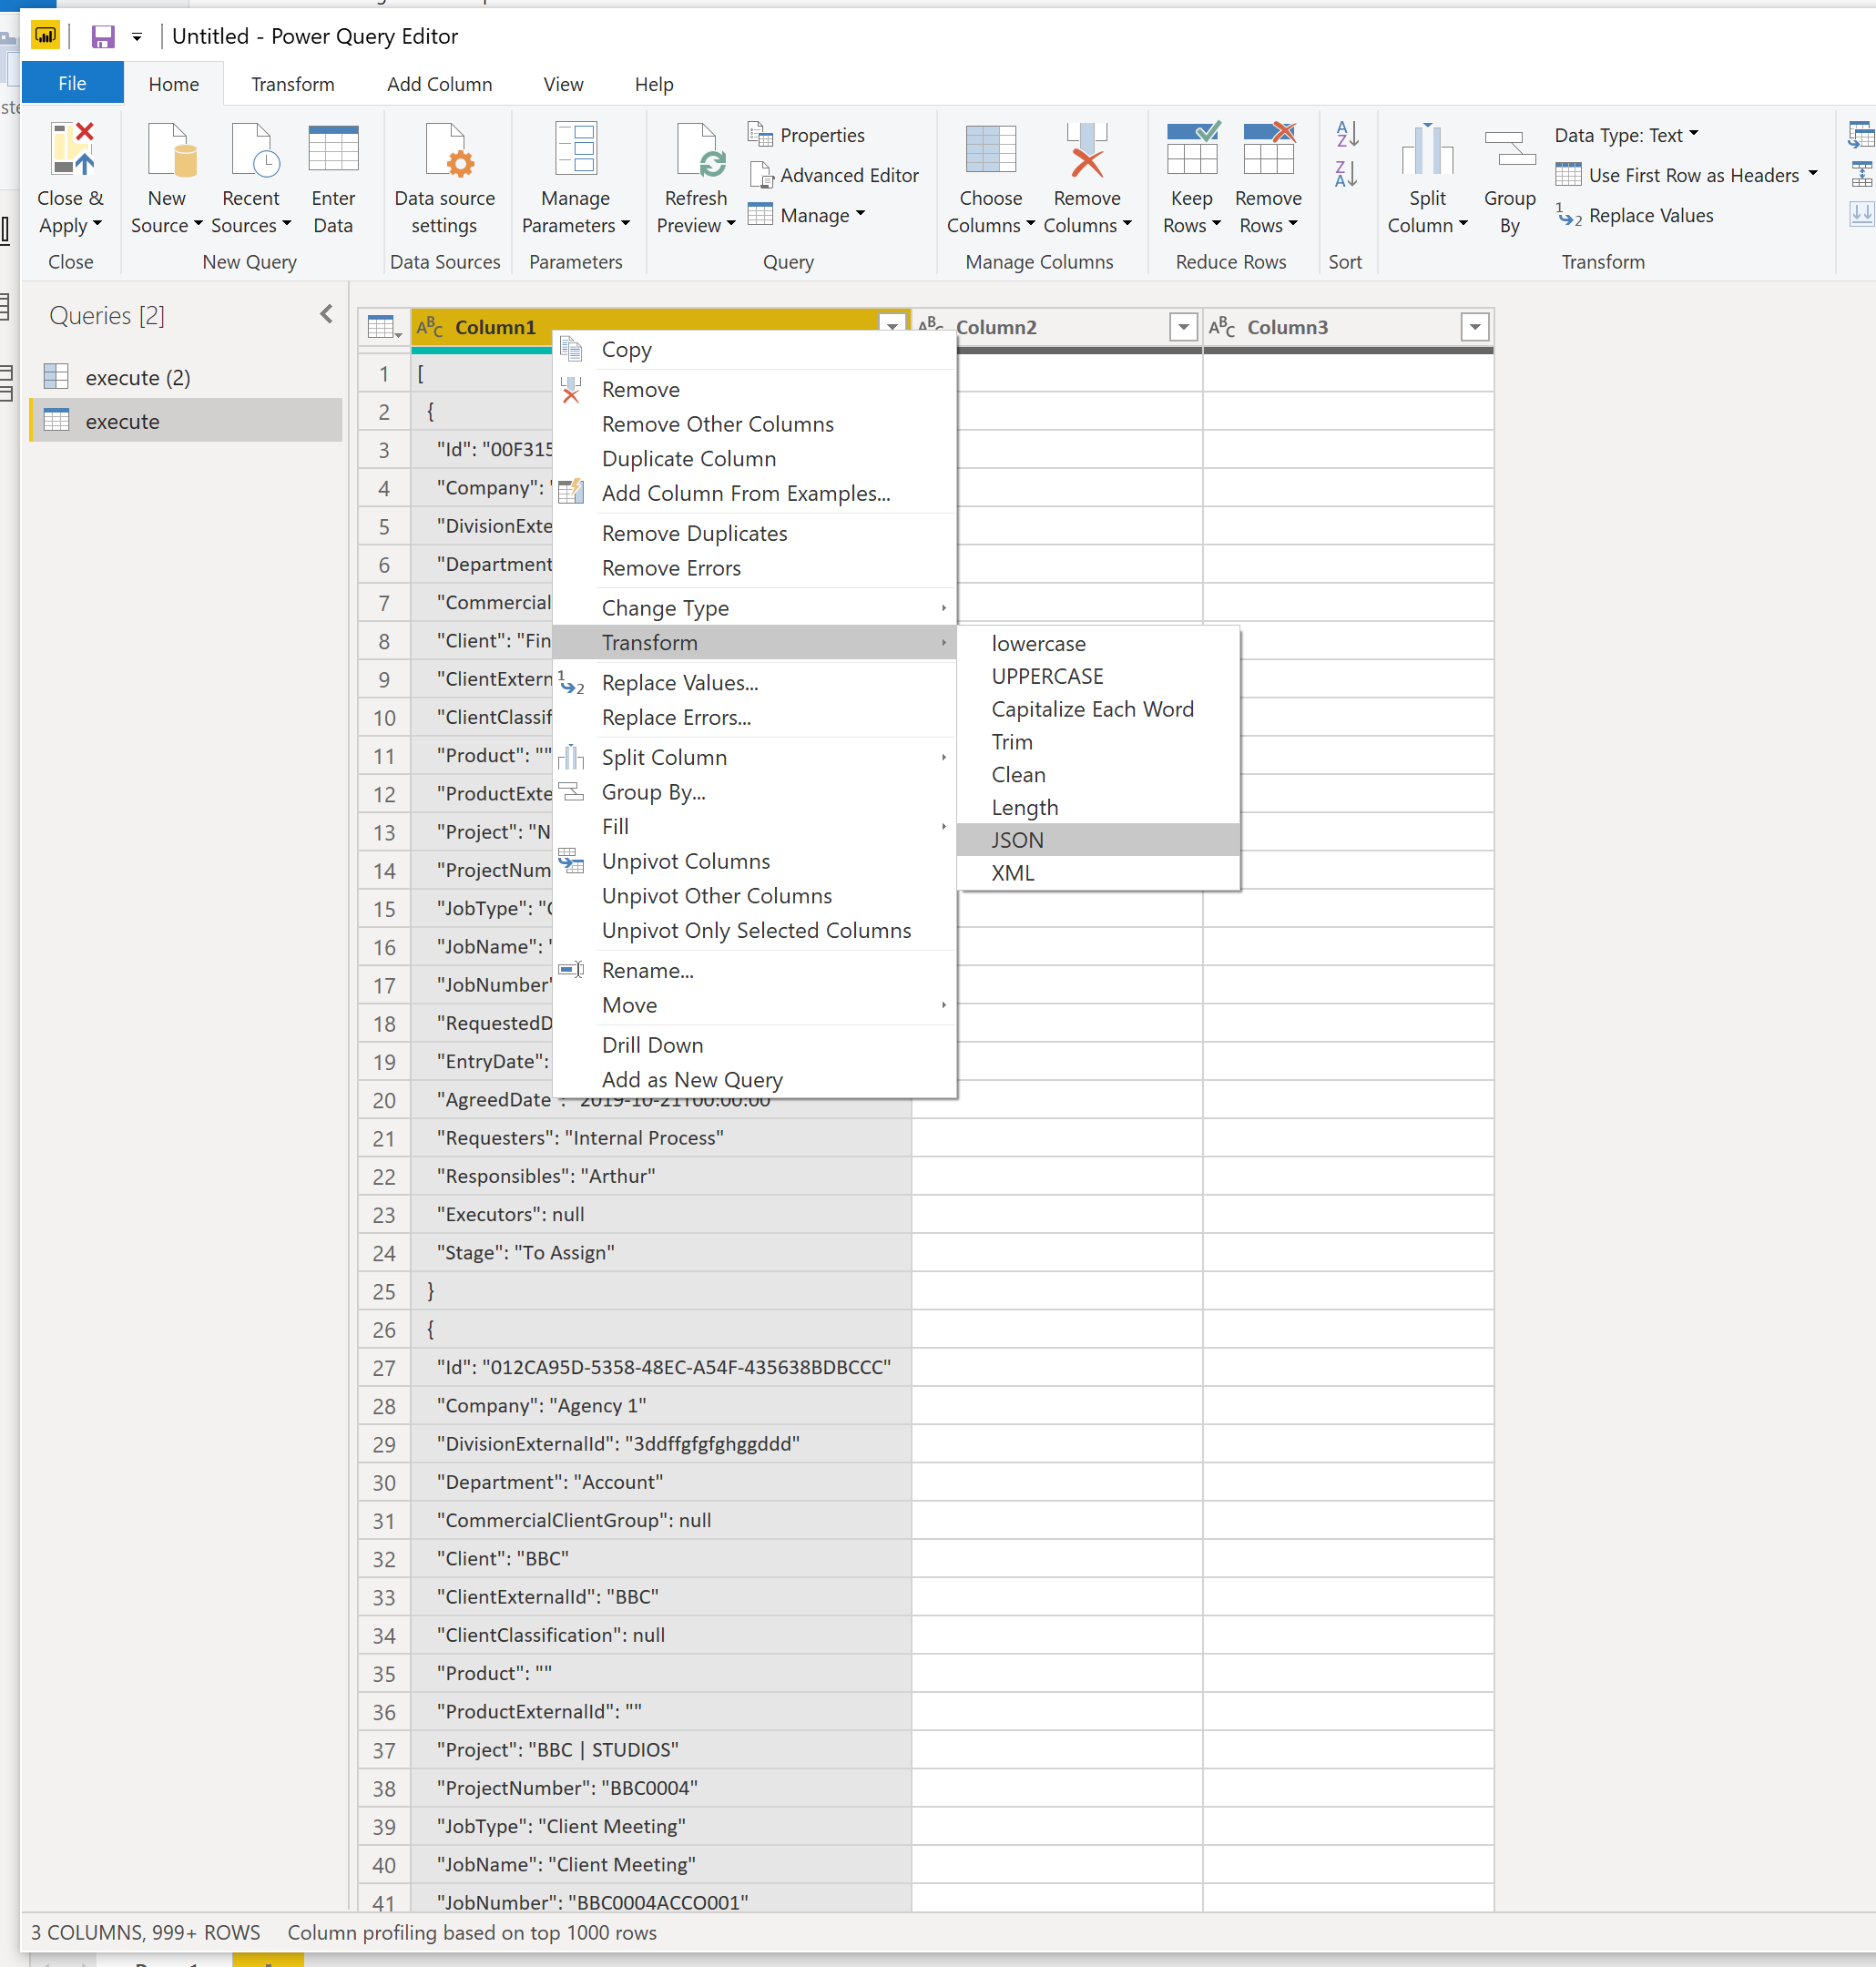 Untitled - Power Query Editor
File Home Transform Add Column View Help
Close & Apply
New Source
Recent Sources
Enter Data
Data source settings
Manage Parameters
Refresh Preview
Properties
Advanced Editor
Manage
Choose Columns
Remove Columns
Keep Rows
Remove Rows
Split Column
Group By
Data Type: Text
Use First Row as Headers
Replace Values
Close New Query Data Sources Parameters Query Manage Columns Reduce Rows Sort Transform
Queries [2]
execute (2)
execute
Column1 Column2 Column3
1 [
2 {
3 "Id": "00F315
4 "Company":
5 "DivisionExte
6 "Department
7 "Commercial
8 "Client": "Fin
9 "ClientExtern
10 "ClientClassif
11 "Product": ""
12 "ProductExte
13 "Project": "N
14 "ProjectNum
15 "JobType":
16 "JobName":
17 "JobNumber"
18 "RequestedD
19 "EntryDate":
20 "AgreedDate": "2019-10-21T00:00:00"
21 "Requesters": "Internal Process"
22 "Responsibles": "Arthur"
23 "Executors": null
24 "Stage": "To Assign"
25 }
26 {
27 "Id": "012CA95D-5358-48EC-A54F-435638BDBCCC"
28 "Company": "Agency 1"
29 "DivisionExternalId": "3ddffgfgfghggddd"
30 "Department": "Account"
31 "CommercialClientGroup": null
32 "Client": "BBC"
33 "ClientExternalId": "BBC"
34 "ClientClassification": null
35 "Product": ""
36 "ProductExternalId": ""
37 "Project": "BBC | STUDIOS"
38 "ProjectNumber": "BBC0004"
39 "JobType": "Client Meeting"
40 "JobName": "Client Meeting"
41 "JobNumber": "BBC0004ACCO001"
Copy
Remove
Remove Other Columns
Duplicate Column
Add Column From Examples...
Remove Duplicates
Remove Errors
Change Type
Transform
Replace Values...
Replace Errors...
Split Column
Group By...
Fill
Unpivot Columns
Unpivot Other Columns
Unpivot Only Selected Columns
Rename...
Move
Drill Down
Add as New Query
lowercase
UPPERCASE
Capitalize Each Word
Trim
Clean
Length
JSON
XML
3 COLUMNS, 999+ ROWS Column profiling based on top 1000 rows